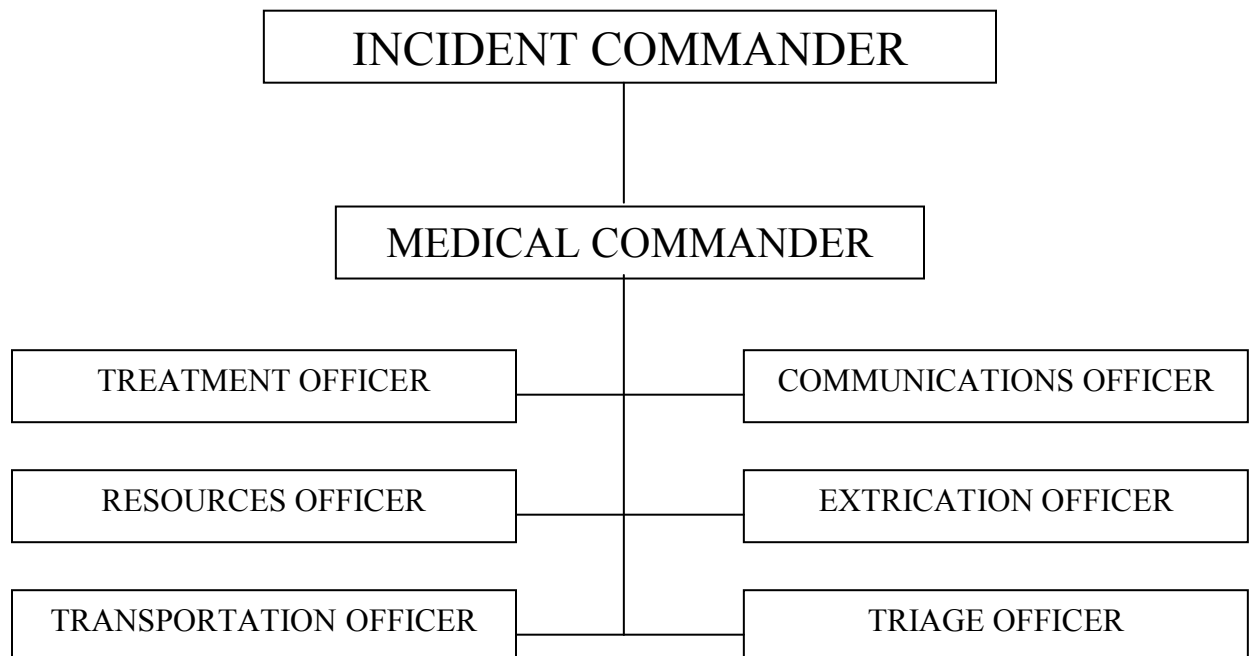 INCIDENT COMMANDER
MEDICAL COMMANDER
TREATMENT OFFICER
COMMUNICATIONS OFFICER
RESOURCES OFFICER
EXTRICATION OFFICER
TRANSPORTATION OFFICER
TRIAGE OFFICER